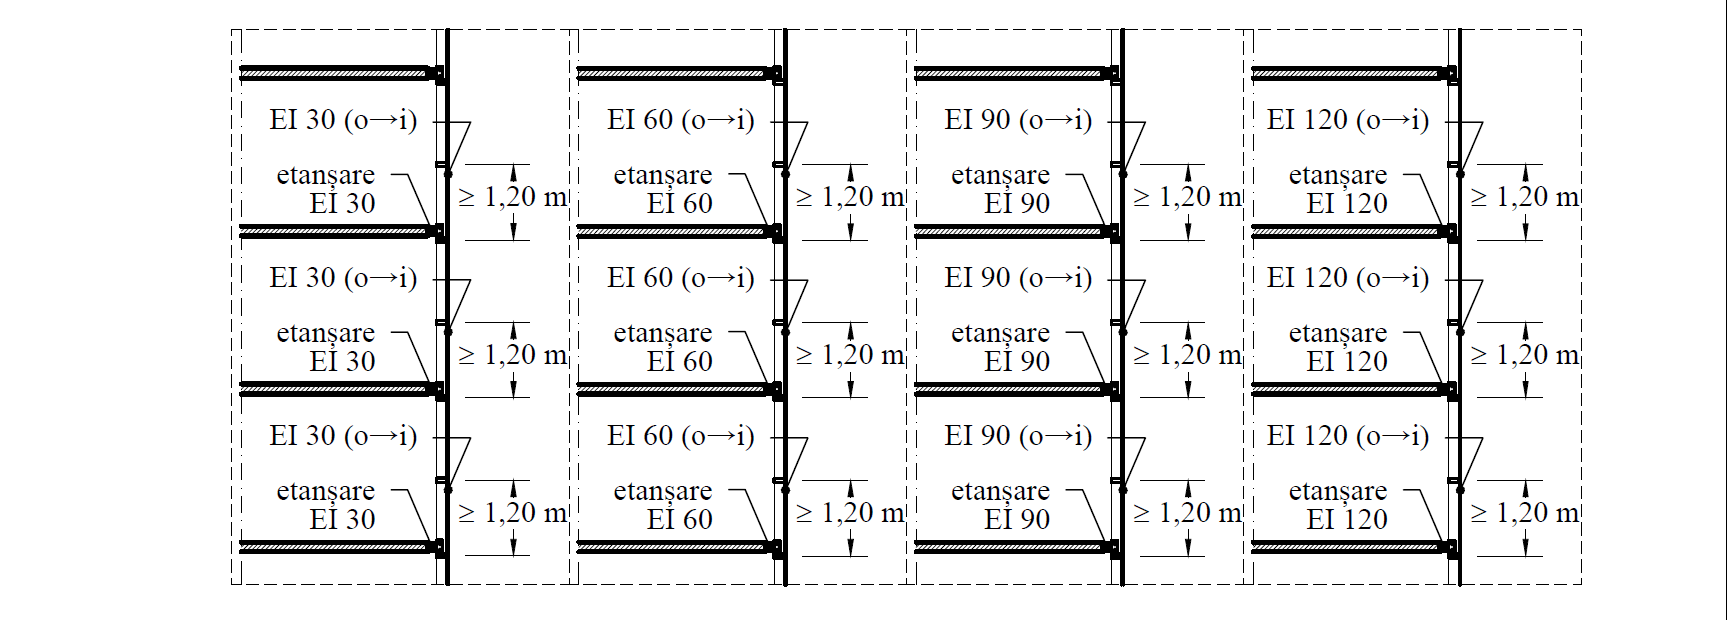 EI 30 (o→i) EI 60 (o→i) EI 90 (o→i) EI 120 (o→i)
etanșare etanșare etanșare etanșare
≥ 1,20 m ≥ 1,20 m ≥ 1,20 m ≥ 1,20 m
EI 30 EI 60 EI 90 EI 120
EI 30 (o→i) EI 60 (o→i) EI 90 (o→i) EI 120 (o→i)
etanșare etanșare etanșare etanșare
≥ 1,20 m ≥ 1,20 m ≥ 1,20 m ≥ 1,20 m
EI 30 EI 60 EI 90 EI 120
EI 30 (o→i) EI 60 (o→i) EI 90 (o→i) EI 120 (o→i)
etanșare etanșare etanșare etanșare
≥ 1,20 m ≥ 1,20 m ≥ 1,20 m ≥ 1,20 m
EI 30 EI 60 EI 90 EI 120